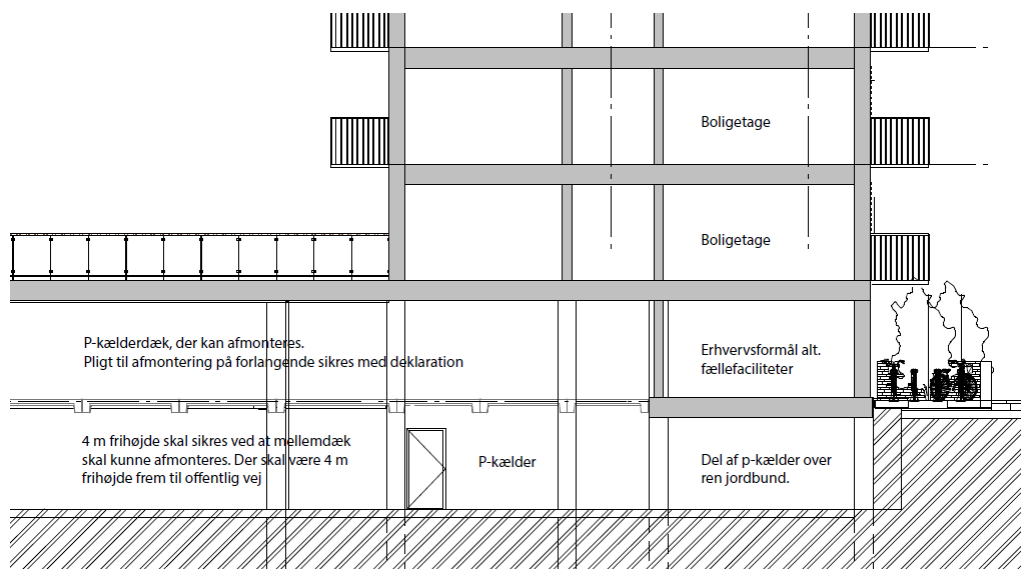 Boligetage
Boligetage
P-kælderdæk, der kan afmonteres.
Pligt til afmontering på forlangende sikres med deklaration
Erhvervsformål alt.
fællefaciliteter
4 m frihøjde skal sikres ved at mellemdæk
skal kunne afmonteres. Der skal være 4 m
frihøjde frem til offentlig vej
P-kælder
Del af p-kælder over
ren jordbund.